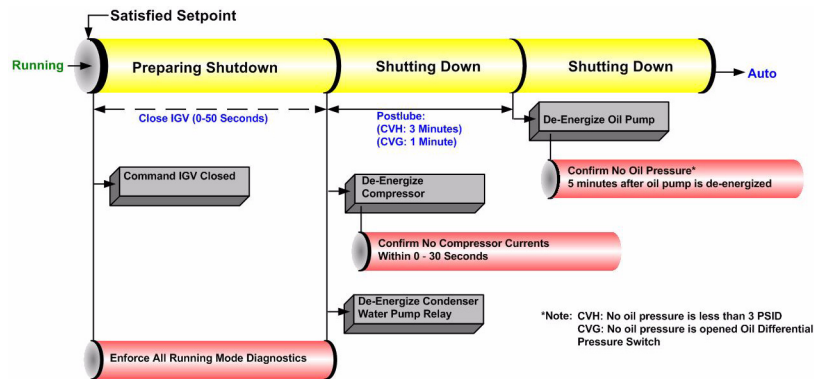 Satisfied Setpoint
Running
Preparing Shutdown
Shutting Down
Shutting Down
Auto
Close IGV (0-50 Seconds)
Postlube:
(CVH: 3 Minutes)
(CVG: 1 Minute)
De-Energize Oil Pump
Confirm No Oil Pressure*
5 minutes after oil pump is de-energized
Command IGV Closed
De-Energize
Compressor
Confirm No Compressor Currents
Within 0 - 30 Seconds
De-Energize Condenser
Water Pump Relay
*Note: CVH: No oil pressure is less than 3 PSID
CVG: No oil pressure is opened Oil Differential
Pressure Switch
Enforce All Running Mode Diagnostics